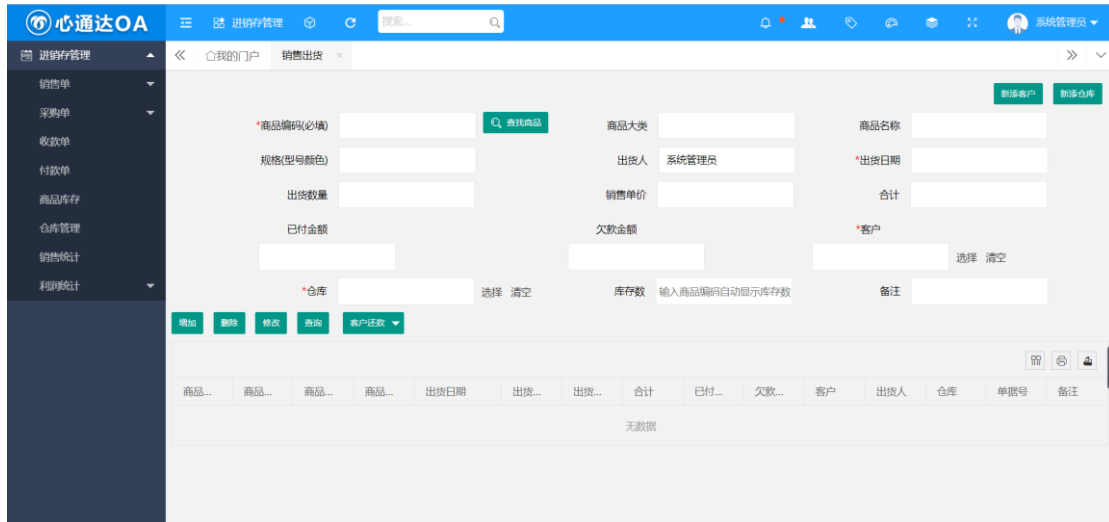 心通达OA
进销存管理
搜索...
系统管理员
进销存管理
我的门户
销售出货
销售单
采购单
收款单
付款单
商品库存
仓库管理
销售统计
利润统计
新添客户
新添仓库
*商品编码(必填)
查找商品
商品大类
商品名称
规格(型号颜色)
出货人
系统管理员
*出货日期
出货数量
销售单价
合计
已付金额
欠款金额
*客户
选择 清空
*仓库
选择 清空
库存数
输入商品编码自动显示库存数
备注
增加
删除
修改
查询
客户还款
商品...
商品...
商品...
商品...
出货日期
出货...
出货...
合计
已付...
欠款...
客户
出货人
仓库
单据号
备注
无数据